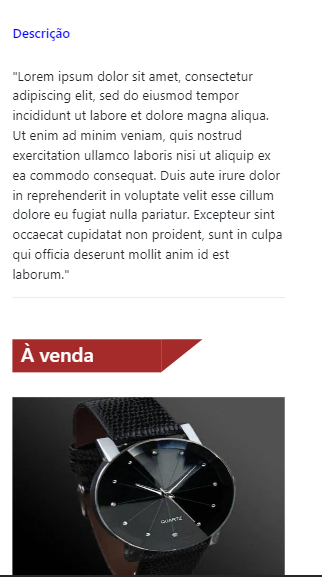 Descrição
"Lorem ipsum dolor sit amet, consectetur
adipiscing elit, sed do eiusmod tempor
incididunt ut labore et dolore magna aliqua.
Ut enim ad minim veniam, quis nostrud
exercitation ullamco laboris nisi ut aliquip ex
ea commodo consequat. Duis aute irure dolor
in reprehenderit in voluptate velit esse cillum
dolore eu fugiat nulla pariatur. Excepteur sint
occaecat cupidatat non proident, sunt in culpa
qui officia deserunt mollit anim id est
laborum."
À venda
QUARTZ